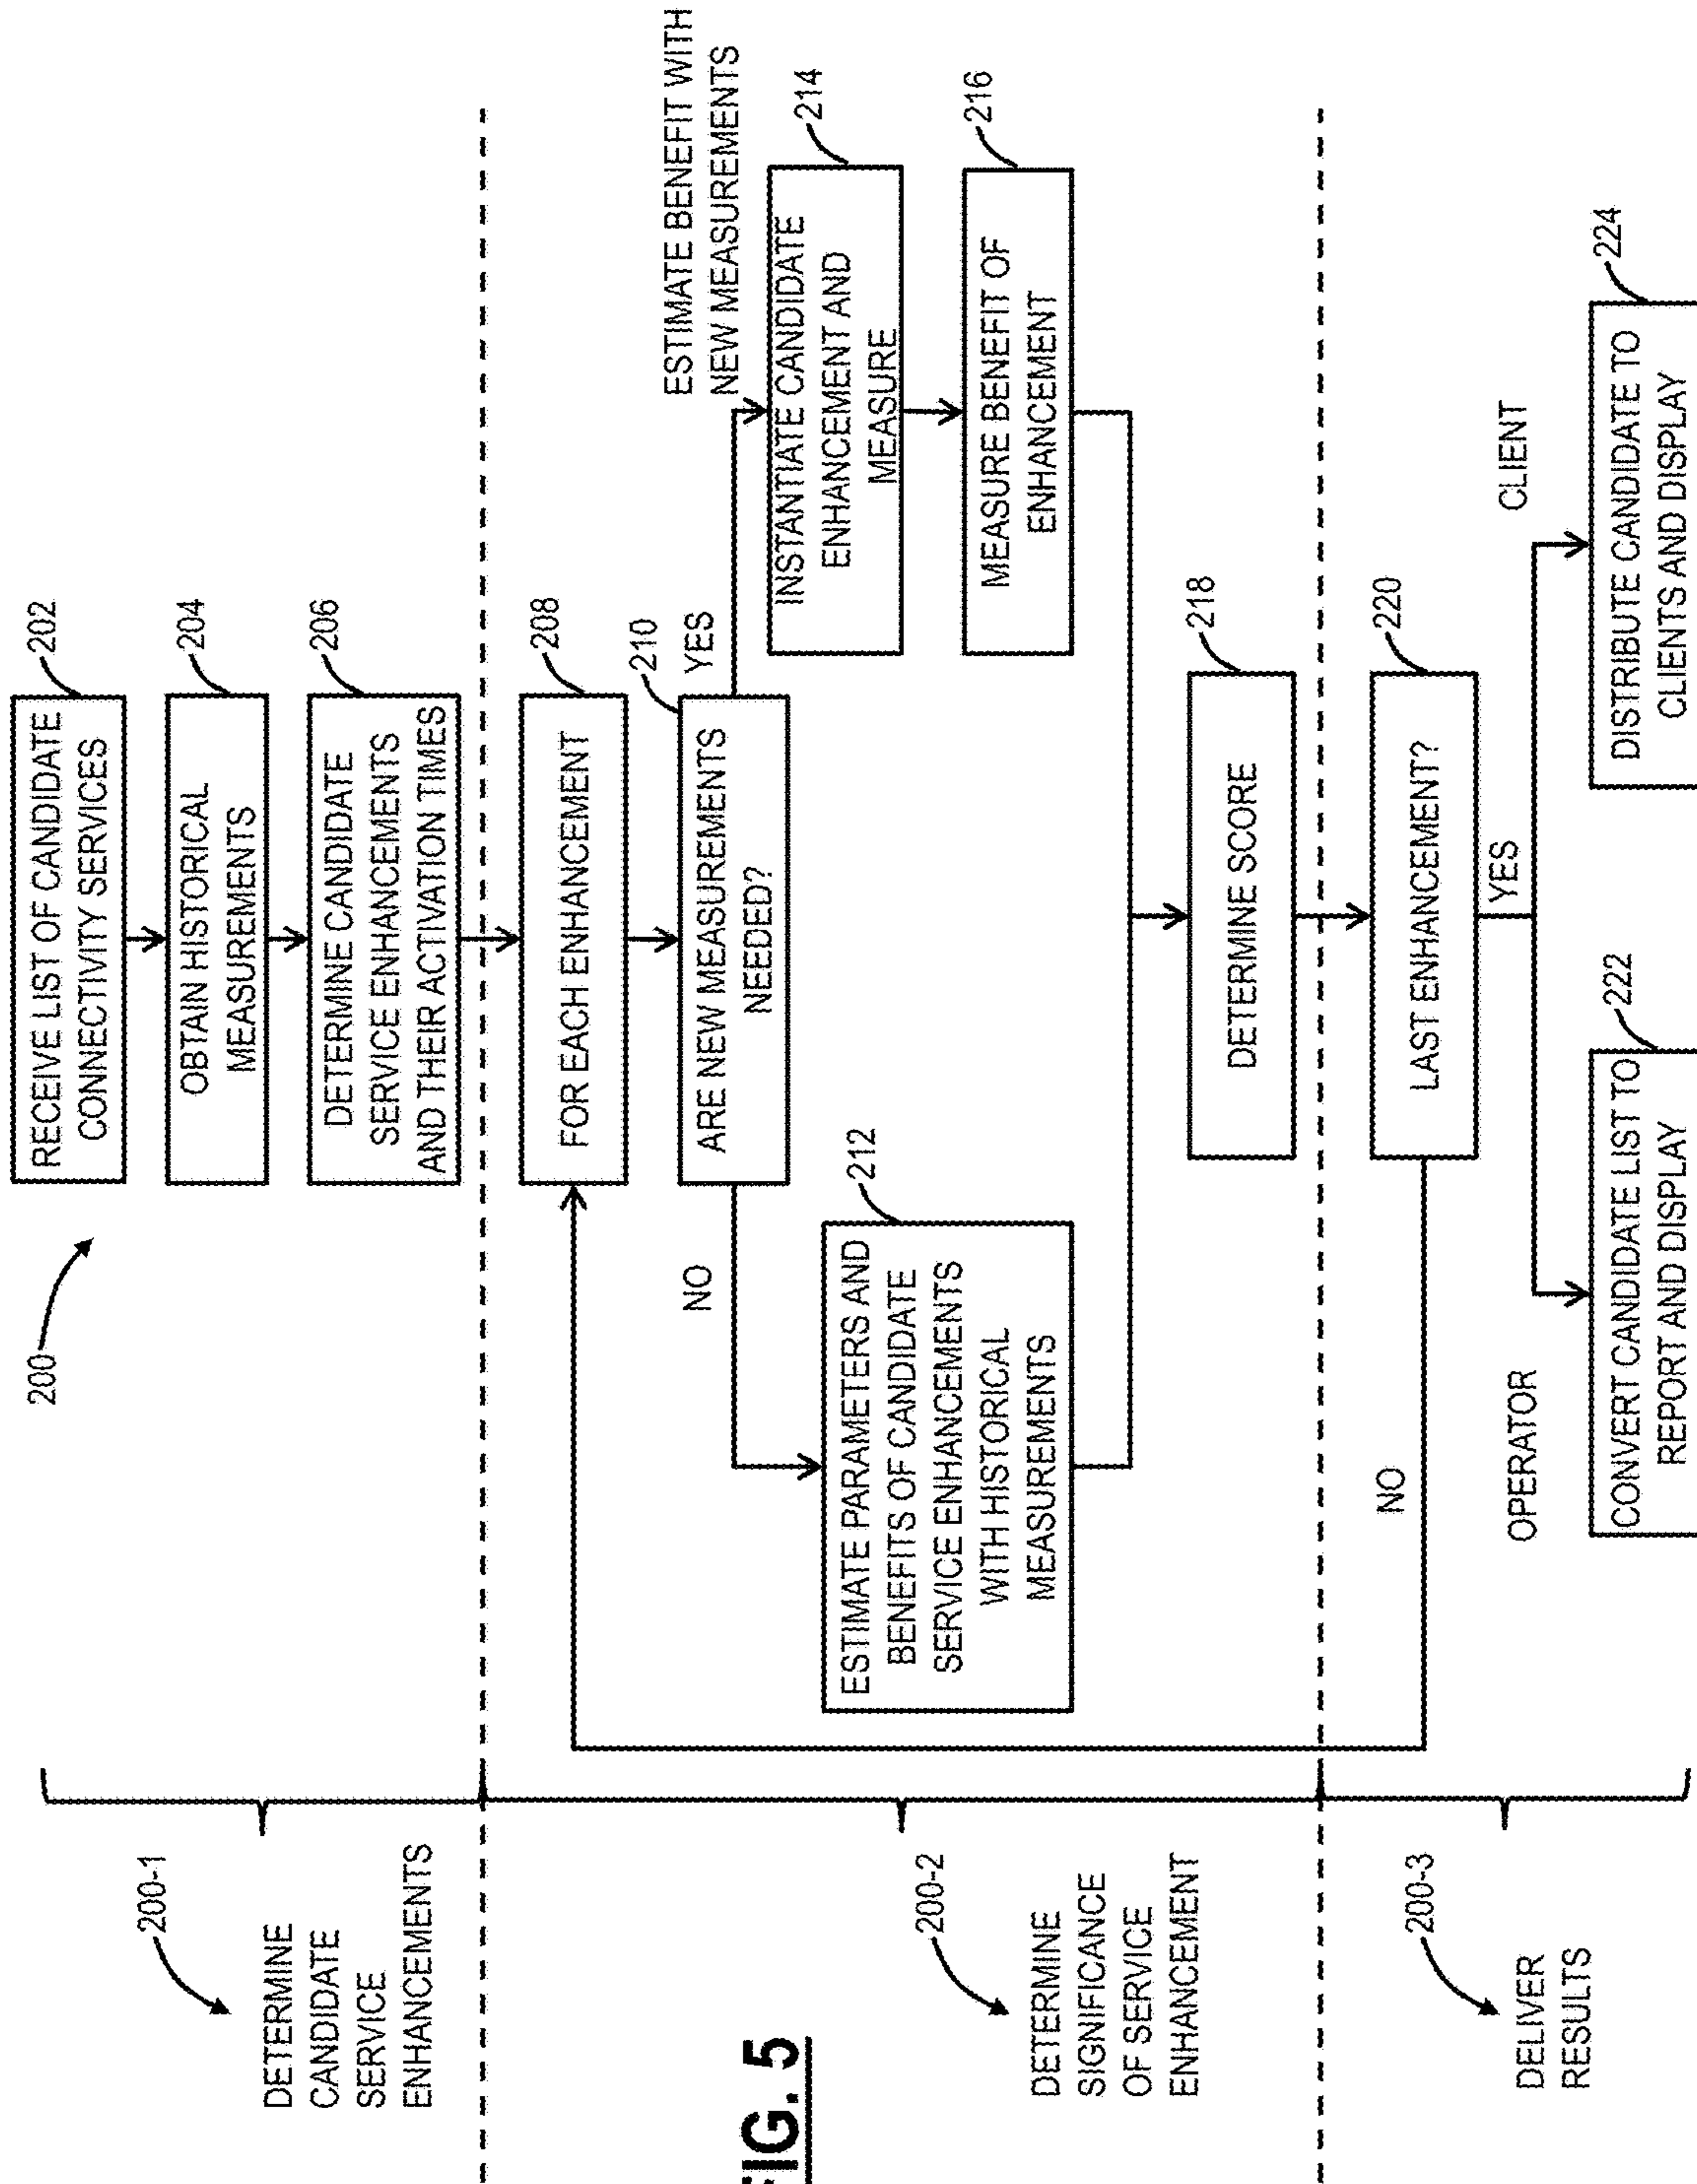 200
RECEIVE LIST OF CANDIDATE
CONNECTIVITY SERVICES
202
OBTAIN HISTORICAL
MEASUREMENTS
204
DETERMINE CANDIDATE
SERVICE ENHANCEMENTS
AND THEIR ACTIVATION TIMES
206
200-1
DETERMINE
CANDIDATE
SERVICE
ENHANCEMENTS
FOR EACH ENHANCEMENT
208
ARE NEW MEASUREMENTS
NEEDED?
210
NO
YES
ESTIMATE BENEFIT WITH
NEW MEASUREMENTS
ESTIMATE PARAMETERS AND
BENEFITS OF CANDIDATE
SERVICE ENHANCEMENTS
WITH HISTORICAL
MEASUREMENTS
212
INSTANTIATE CANDIDATE
ENHANCEMENT AND
MEASURE
214
MEASURE BENEFIT OF
ENHANCEMENT
216
200-2
DETERMINE
SIGNIFICANCE
OF SERVICE
ENHANCEMENT
DETERMINE SCORE
218
LAST ENHANCEMENT?
220
NO
YES
200-3
DELIVER
RESULTS
OPERATOR
CLIENT
CONVERT CANDIDATE LIST TO
REPORT AND DISPLAY
222
DISTRIBUTE CANDIDATE TO
CLIENTS AND DISPLAY
224
FIG. 5